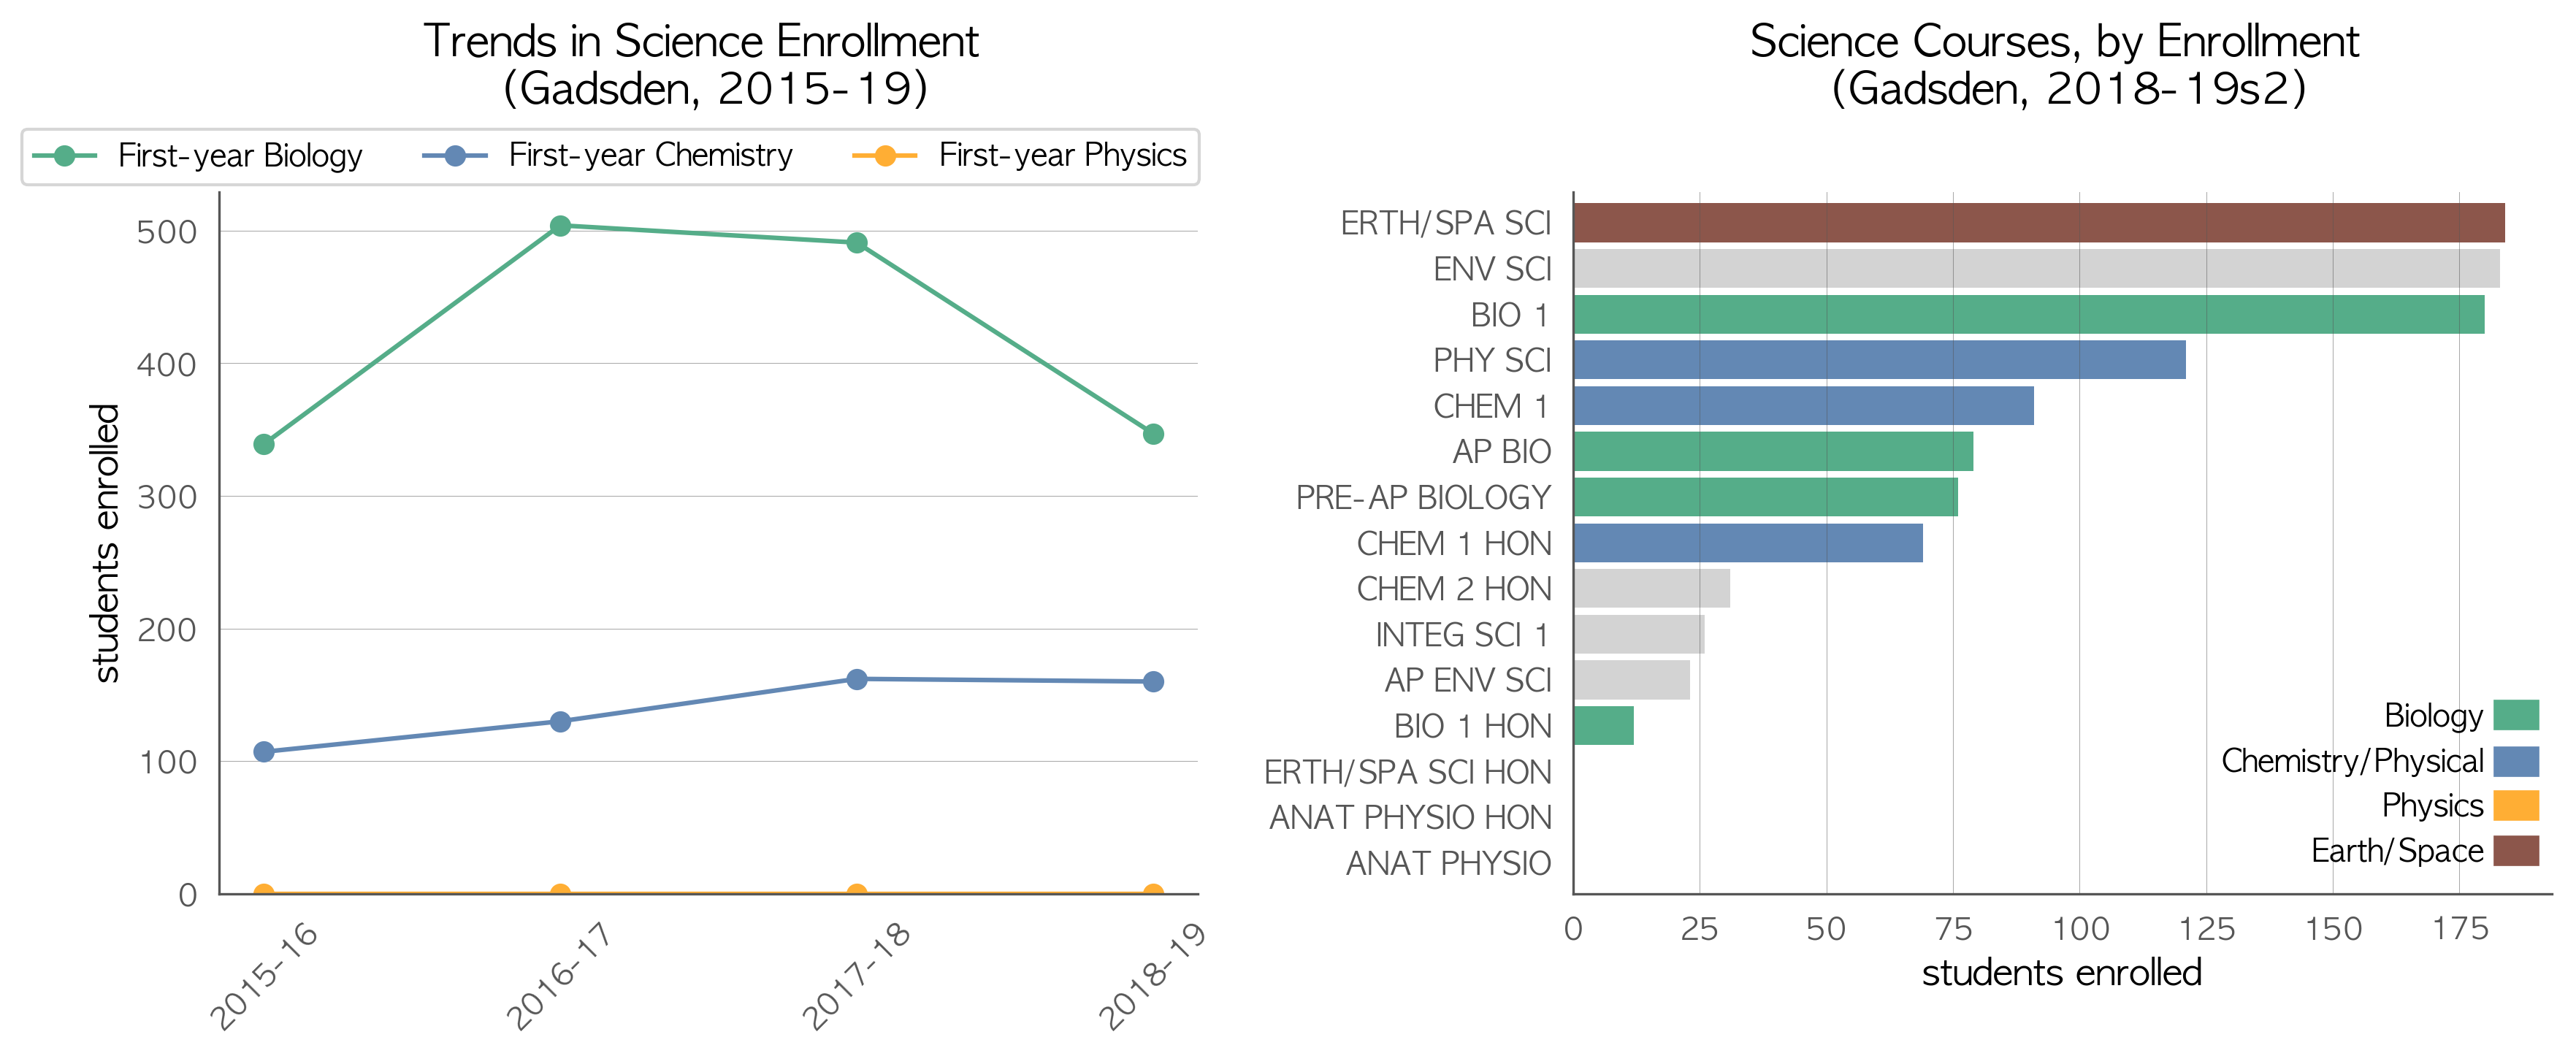 Trends in Science Enrollment
(Gadsden, 2015-19)
First-year Biology
First-year Chemistry
First-year Physics
students enrolled
500
400
300
200
100
0
2015-16
2016-17
2017-18
2018-19
Science Courses, by Enrollment
(Gadsden, 2018-19s2)
ERTH/SPA SCI
ENV SCI
BIO 1
PHY SCI
CHEM 1
AP BIO
PRE-AP BIOLOGY
CHEM 1 HON
CHEM 2 HON
INTEG SCI 1
AP ENV SCI
BIO 1 HON
ERTH/SPA SCI HON
ANAT PHYSIO HON
ANAT PHYSIO
Biology
Chemistry/Physical
Physics
Earth/Space
0 25 50 75 100 125 150 175
students enrolled